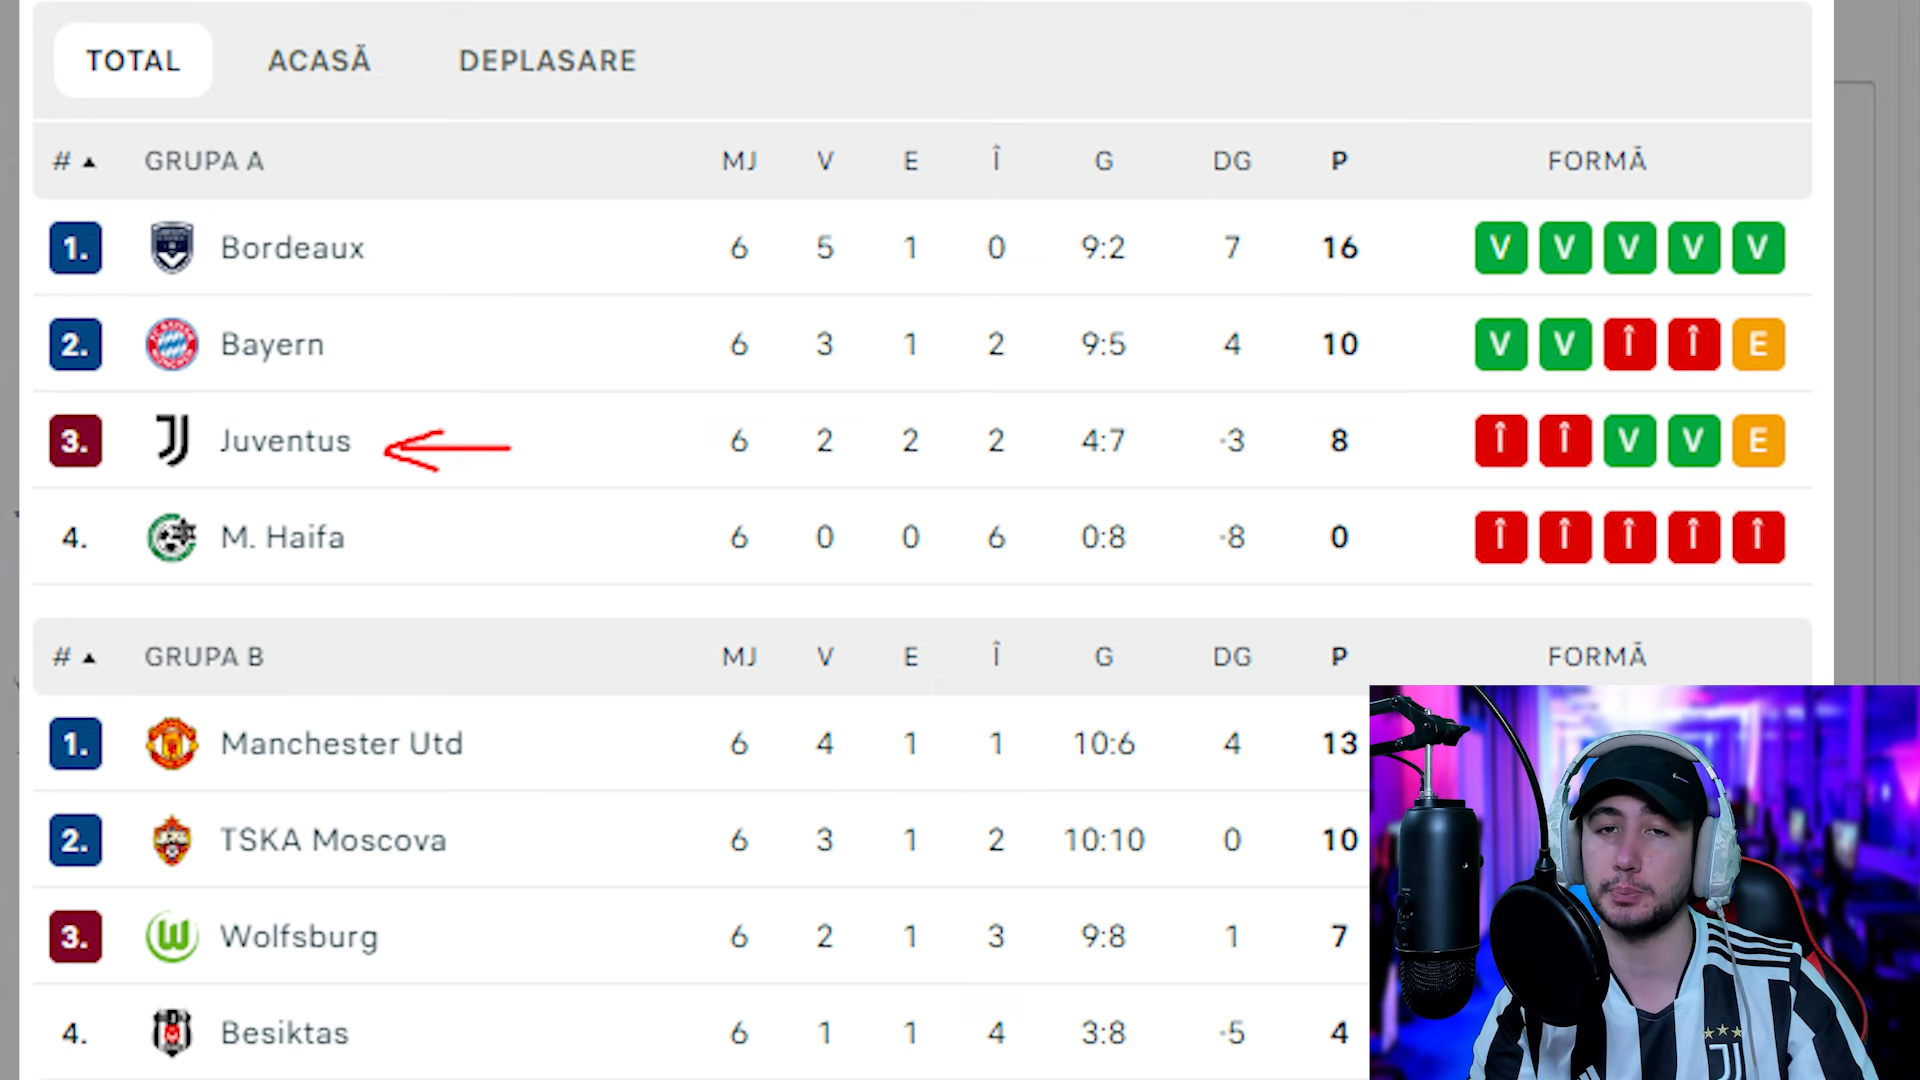 TOTAL ACASĂ DEPLASARE
# ▲ GRUPA A MJ V E Î G DG P FORMĂ
1. Bordeaux 6 5 1 0 9:2 7 16 V V V V V
2. Bayern 6 3 1 2 9:5 4 10 V V Î Î E
3. Juventus 6 2 2 2 4:7 -3 8 Î Î V V E
4. M. Haifa 6 0 0 6 0:8 -8 0 Î Î Î Î Î
# ▲ GRUPA B MJ V E Î G DG P FORMĂ
1. Manchester Utd 6 4 1 1 10:6 4 13
2. TSKA Moscova 6 3 1 2 10:10 0 10
3. Wolfsburg 6 2 1 3 9:8 1 7
4. Besiktas 6 1 1 4 3:8 -5 4